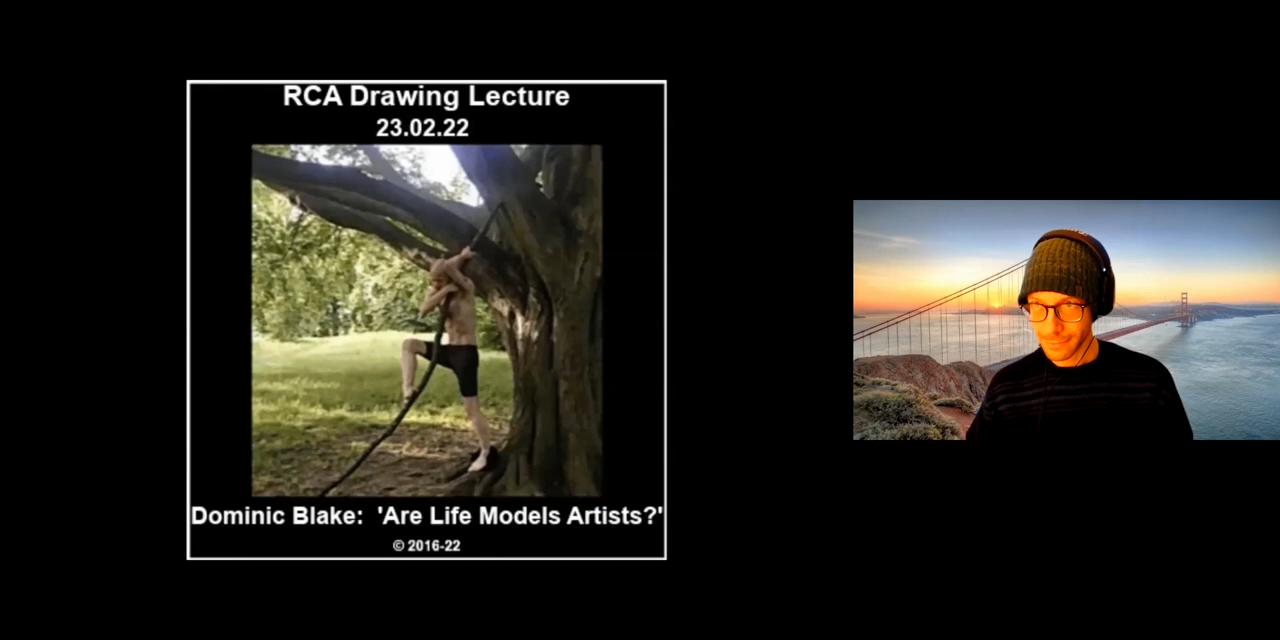 RCA Drawing Lecture
23.02.22
Dominic Blake: 'Are Life Models Artists?'
© 2016-22